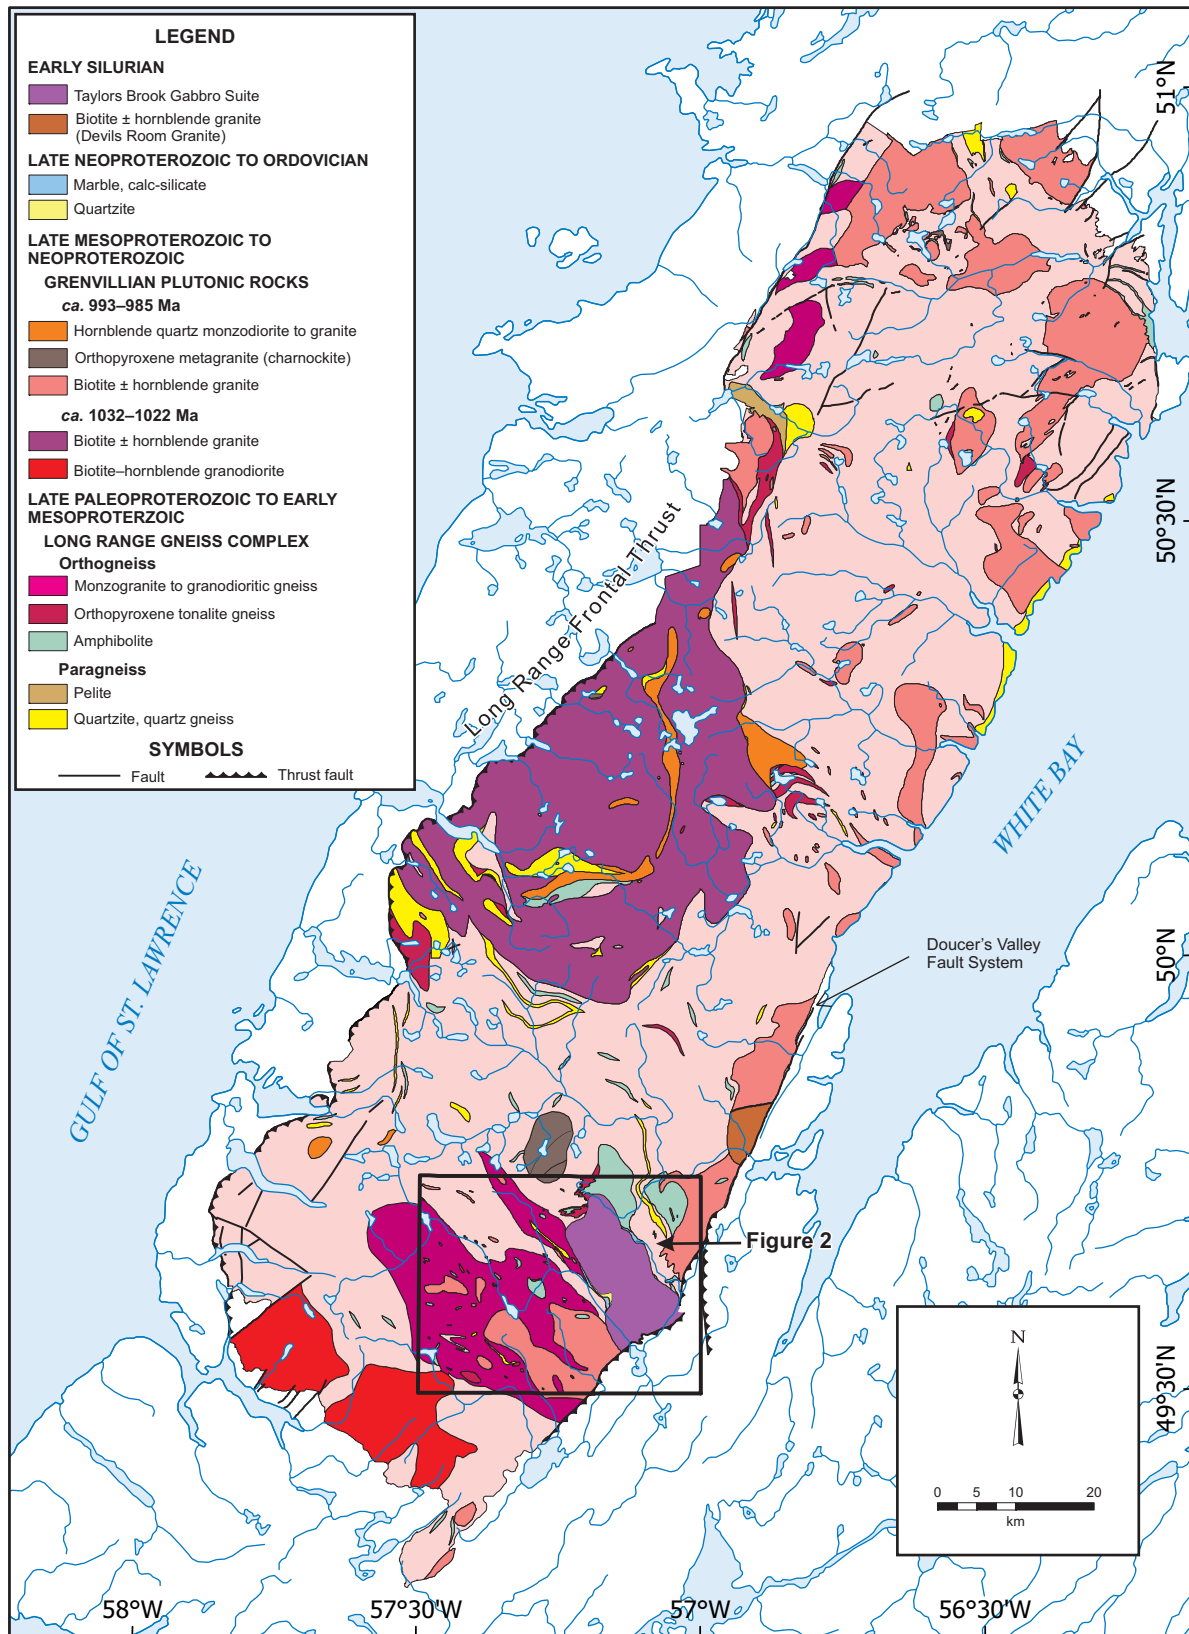 LEGEND
EARLY SILURIAN
Taylors Brook Gabbro Suite
Biotite ± hornblende granite
(Devils Room Granite)
LATE NEOPROTEROZOIC TO ORDOVICIAN
Marble, calc-silicate
Quartzite
LATE MESOPROTEROZOIC TO
NEOPROTEROZOIC
GRENVILLIAN PLUTONIC ROCKS
ca. 993–985 Ma
Hornblende quartz monzodiorite to granite
Orthopyroxene metagranite (charnockite)
Biotite ± hornblende granite
ca. 1032–1022 Ma
Biotite ± hornblende granite
Biotite–hornblende granodiorite
LATE PALEOPROTEROZOIC TO EARLY
MESOPROTERZOIC
LONG RANGE GNEISS COMPLEX
Orthogneiss
Monzogranite to granodioritic gneiss
Orthopyroxene tonalite gneiss
Amphibolite
Paragneiss
Pelite
Quartzite, quartz gneiss
SYMBOLS
Fault
Thrust fault
51°N
50°30'N
Long Range Frontal Thrust
WHITE BAY
GULF OF ST. LAWRENCE
Doucer's Valley
Fault System
50°N
Figure 2
N
0 5 10 20
km
49°30'N
58°W
57°30'W
57°W
56°30'W